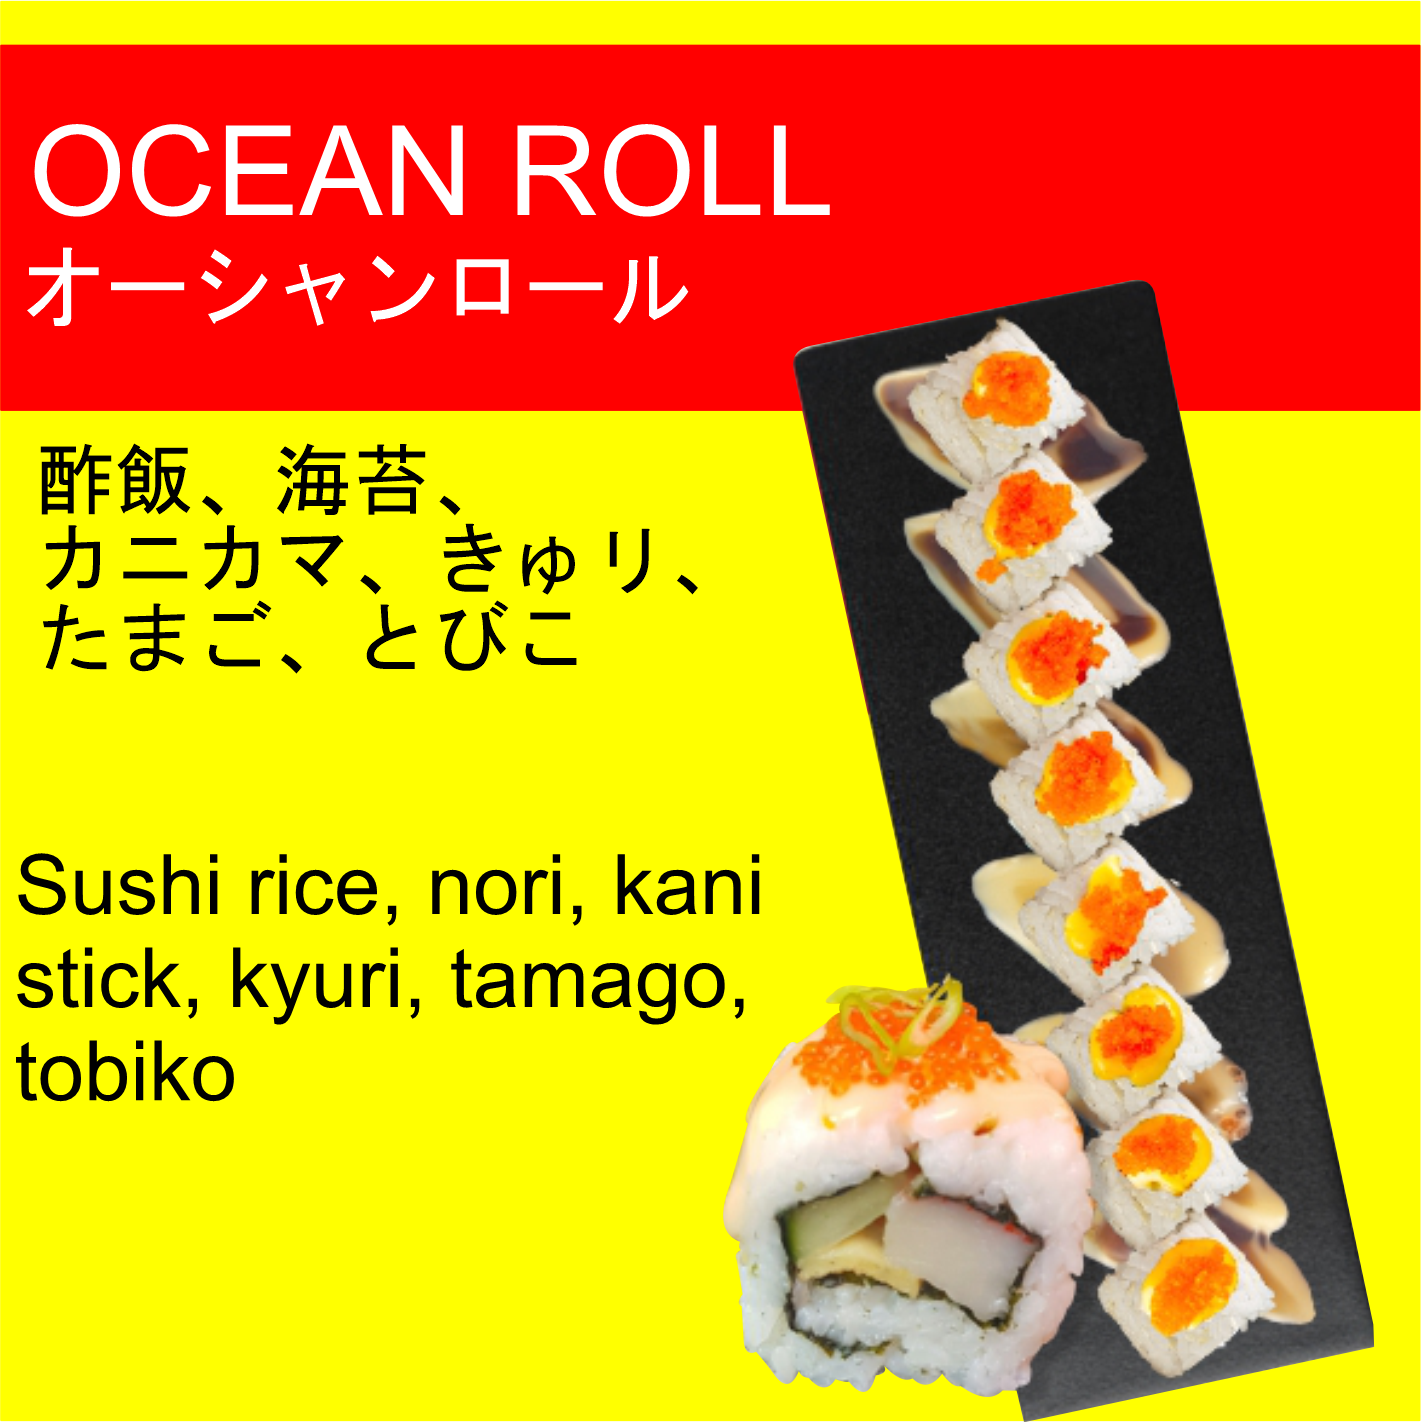 OCEAN ROLL
オーシャンロール
酢飯、海苔、
カニカマ、きゅリ、
たまご、とびこ
Sushi rice, nori, kani
stick, kyuri, tamago,
tobiko